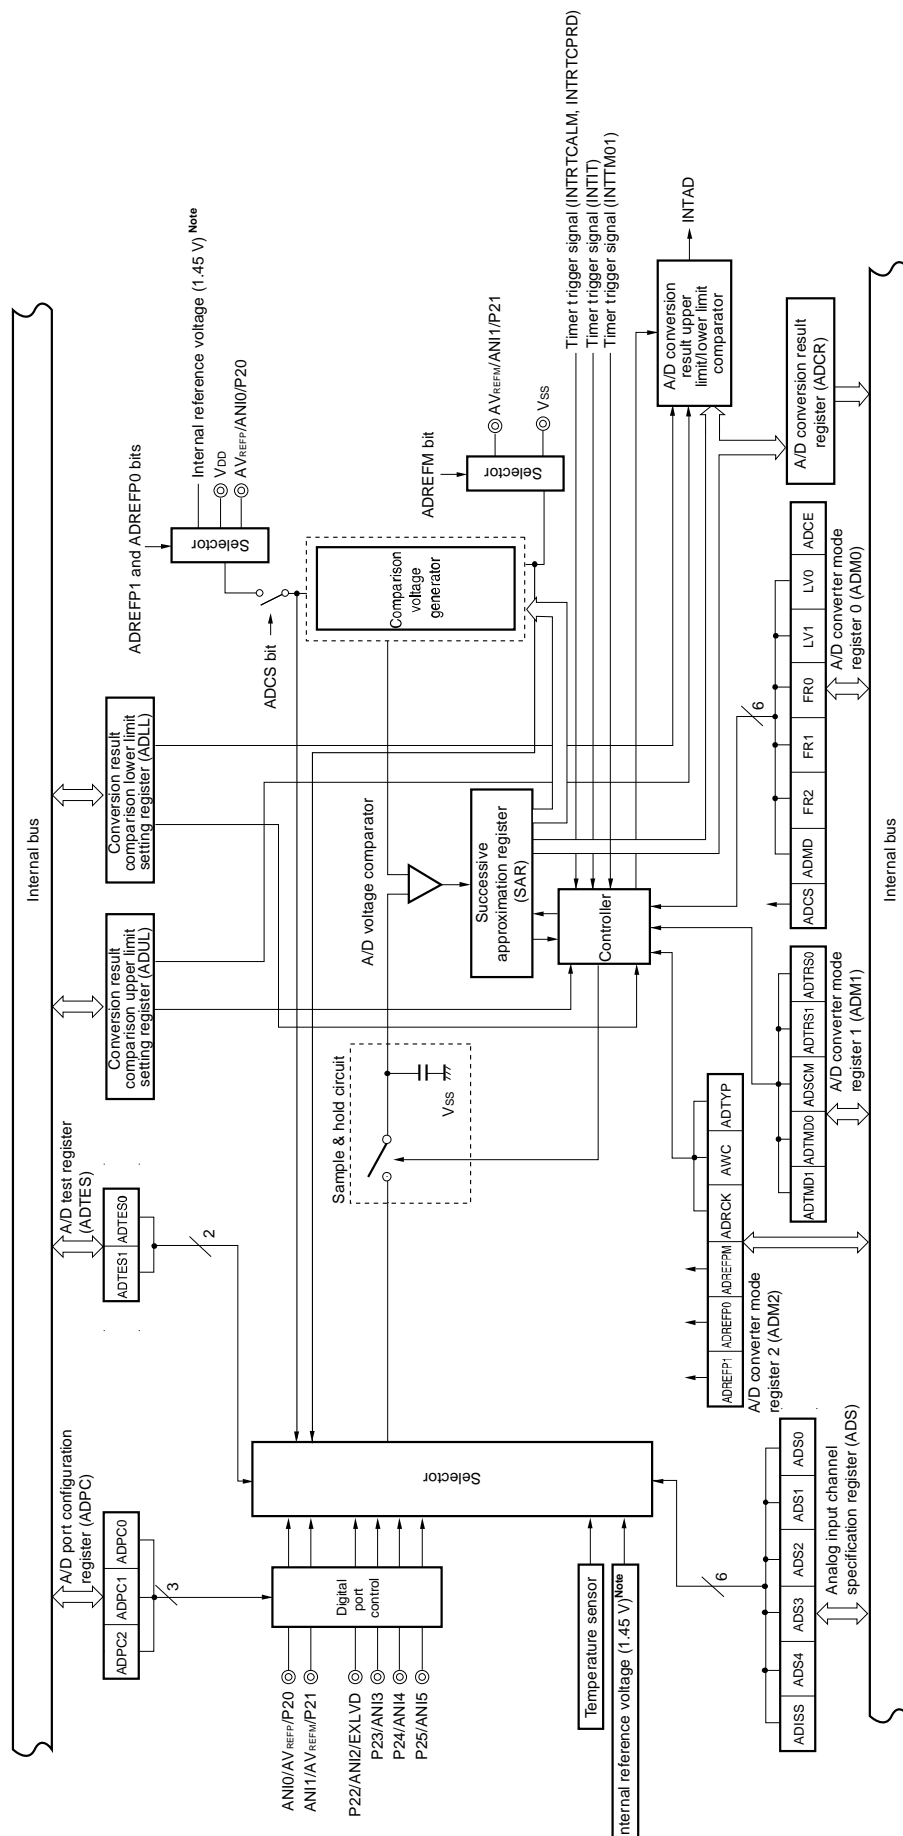 Internal bus
A/D port configuration
register (ADPC)
ADPC2
ADPC1
ADPC0
3
A/D test register
(ADTES)
ADTES1
ADTES0
2
Conversion result
comparison upper limit
setting register (ADUL)
Conversion result
comparison lower limit
setting register (ADLL)
ADREFP1 and ADREFP0 bits
Selector
Internal reference voltage (1.45 V) Note
VDD
AVREFP/ANI0/P20
ADCS bit
ANI0/AVREFP/P20
ANI1/AVREFM/P21
P22/ANI2/EXLVD
P23/ANI3
P24/ANI4
P25/ANI5
Digital
port
control
Selector
Temperature sensor
nternal reference voltage (1.45 V)Note
Sample & hold circuit
VSS
A/D voltage comparator
Comparison
voltage
generator
ADREFM bit
Selector
AVREFM/ANI1/P21
VSS
Successive
approximation register
(SAR)
Controller
Timer trigger signal (INTRTCALM, INTRTCPRD)
Timer trigger signal (INTIT)
Timer trigger signal (INTTM01)
A/D conversion
result upper
limit/lower limit
comparator
INTAD
A/D conversion result
register (ADCR)
6
ADISS
ADS4
ADS3
ADS2
ADS1
ADS0
Analog input channel
specification register (ADS)
ADREFP1
ADREFP0
ADREFPM
ADRCK
AWC
ADTYP
A/D converter mode
register 2 (ADM2)
ADTMD1
ADTMD0
ADSCM
ADTRS1
ADTRS0
A/D converter mode
register 1 (ADM1)
6
ADCS
ADMD
FR2
FR1
FR0
LV1
LV0
ADCE
A/D converter mode
register 0 (ADM0)
Internal bus